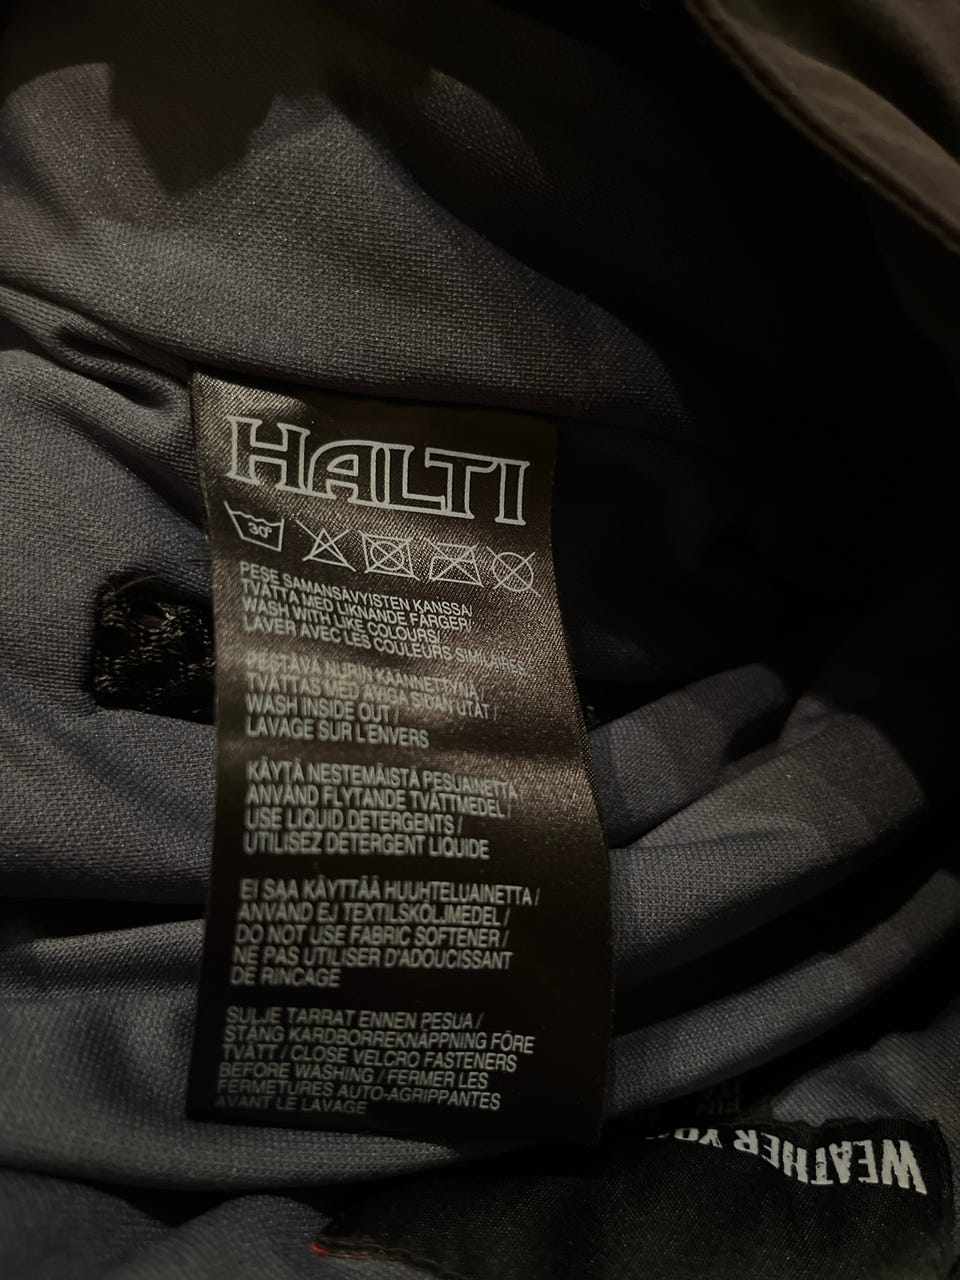 HALTI
30°
PESE SAMANSÄVYISTEN KANSSA/
TVÄTTA MED LIKNANDE FÄRGER/
WASH WITH LIKE COLOURS/
LAVER AVEC LES COULEURS SIMILAIRES
PESTÄVÄ NURIN KÄÄNNETTYNÄ/
TVÄTTAS MED AVIGA SIDAN UTÅT/
WASH INSIDE OUT/
LAVAGE SUR L'ENVERS
KÄYTÄ NESTEMÄISTÄ PESUAINETTA/
ANVÄND FLYTANDE TVÄTTMEDEL/
USE LIQUID DETERGENTS/
UTILISEZ DETERGENT LIQUIDE
EI SAA KÄYTTÄÄ HUUHTELUAINETTA/
ANVÄND EJ TEXTILSKÖLJMEDEL/
DO NOT USE FABRIC SOFTENER/
NE PAS UTILISER D'ADOUCISSANT
DE RINCAGE
SULJE TARRAT ENNEN PESUA/
STÄNG KARDBORREKNÄPPNING FÖRE
TVÄTT/CLOSE VELCRO FASTENERS
BEFORE WASHING/FERMER LES
FERMETURES AUTO-AGRIPPANTES
AVANT LE LAVAGE
WEATHER